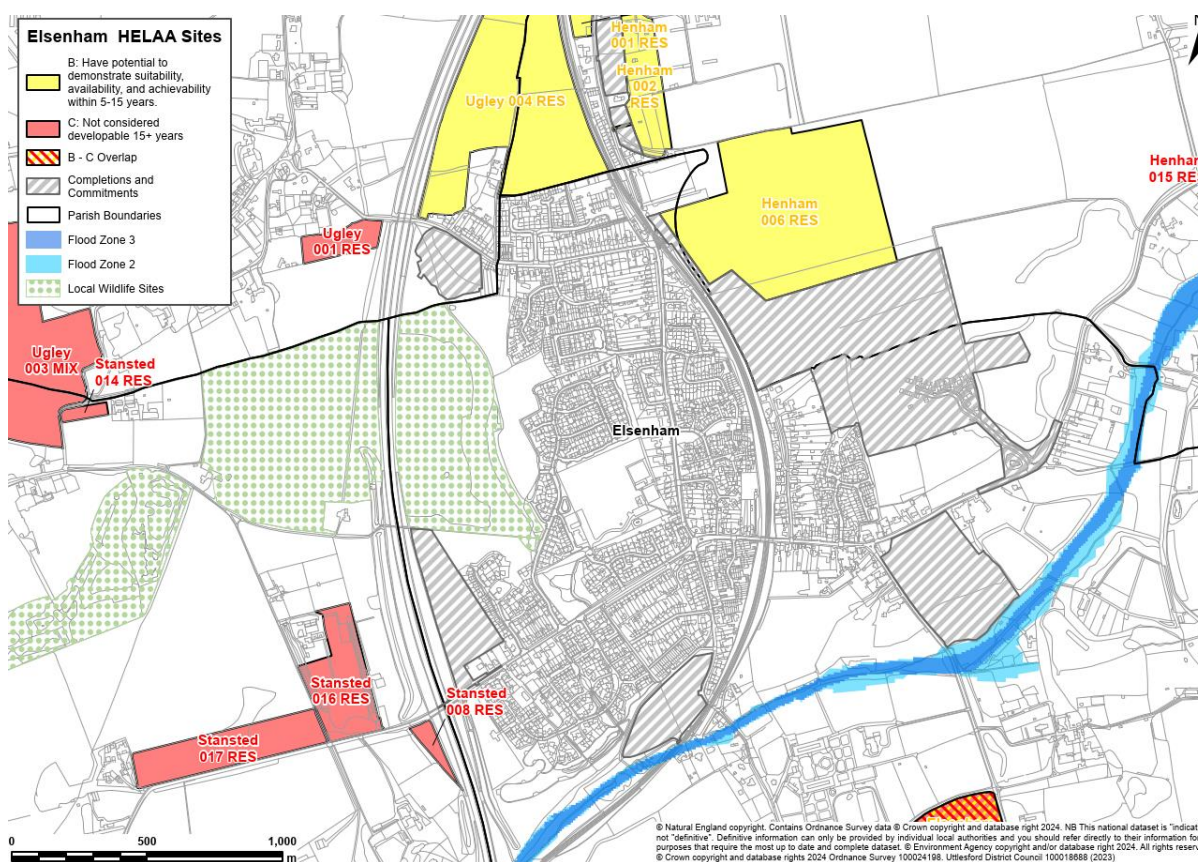 Elsenham HELAA Sites
B: Have potential to
demonstrate suitability,
availability, and achievability
within 5-15 years.
C: Not considered
developable 15+ years
B - C Overlap
Completions and
Commitments
Parish Boundaries
Flood Zone 3
Flood Zone 2
Local Wildlife Sites
Henham
001 RES
Henham
002
RES
Ugley 004 RES
Henham
006 RES
Henham
015 RE
Ugley
001 RES
Ugley
003 MIX
Stansted
014 RES
Elsenham
Stansted
016 RES
Stansted
008 RES
Stansted
017 RES
0 500 1,000
m
© Natural England copyright. Contains Ordnance Survey data © Crown copyright and database right 2024. NB This national dataset is "indicat
not "definitive". Definitive information can only be provided by individual local authorities and you should refer directly to their information for
purposes that require the most up to date and complete dataset. © Environment Agency copyright and/or database right 2024. All rights reserv
© Crown copyright and database rights 2024 Ordnance Survey 100024198. Uttlesford District Council 100018688 (2023)